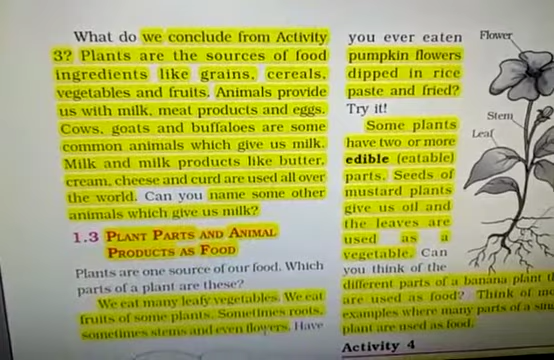 What do we conclude from Activity
3? Plants are the sources of food
ingredients like grains, cereals,
vegetables and fruits. Animals provide
us with milk, meat products and eggs.
Cows, goats and buffaloes are some
common animals which give us milk.
Milk and milk products like butter,
cream, cheese and curd are used all over
the world. Can you name some other
animals which give us milk?
1.3 PLANT PARTS AND ANIMAL
PRODUCTS AS FOOD
Plants are one source of our food. Which
parts of a plant are these?
We eat many leafy vegetables. We eat
fruits of some plants. Sometimes roots,
sometimes stems and even flowers. Have
you ever eaten
pumpkin flowers
dipped in rice
paste and fried?
Try it!
Some plants
have two or more
edible (eatable)
parts. Seeds of
mustard plants
give us oil and
the leaves are
used as a
vegetable. Can
you think of the
different parts of a banana plant
are used as food? Think of
examples where many parts of a
plant are used as food.
Activity 4
Flower
Stem
Leaf